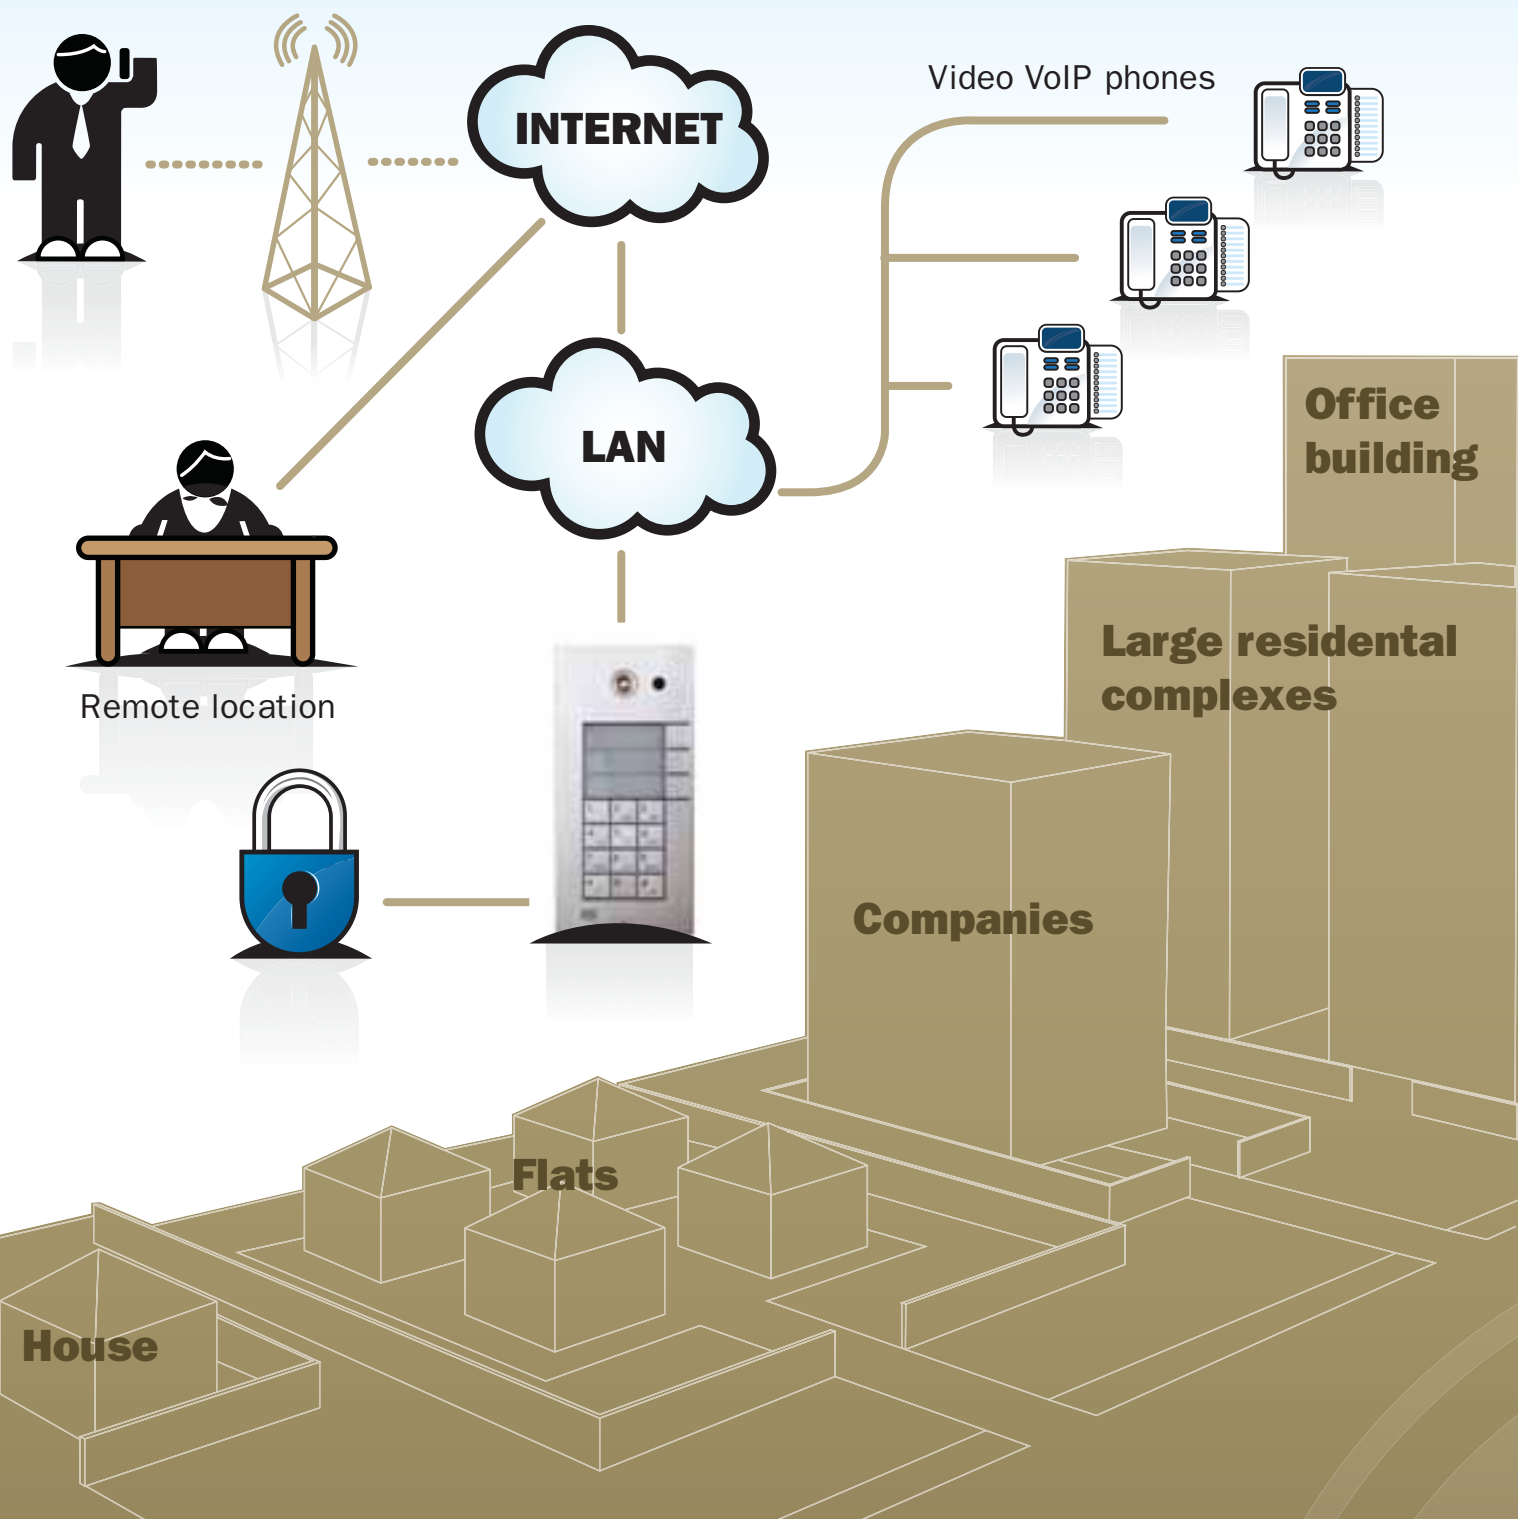 INTERNET
Video VoIP phones
LAN
Office
building
Large residental
complexes
Remote location
Companies
Flats
House